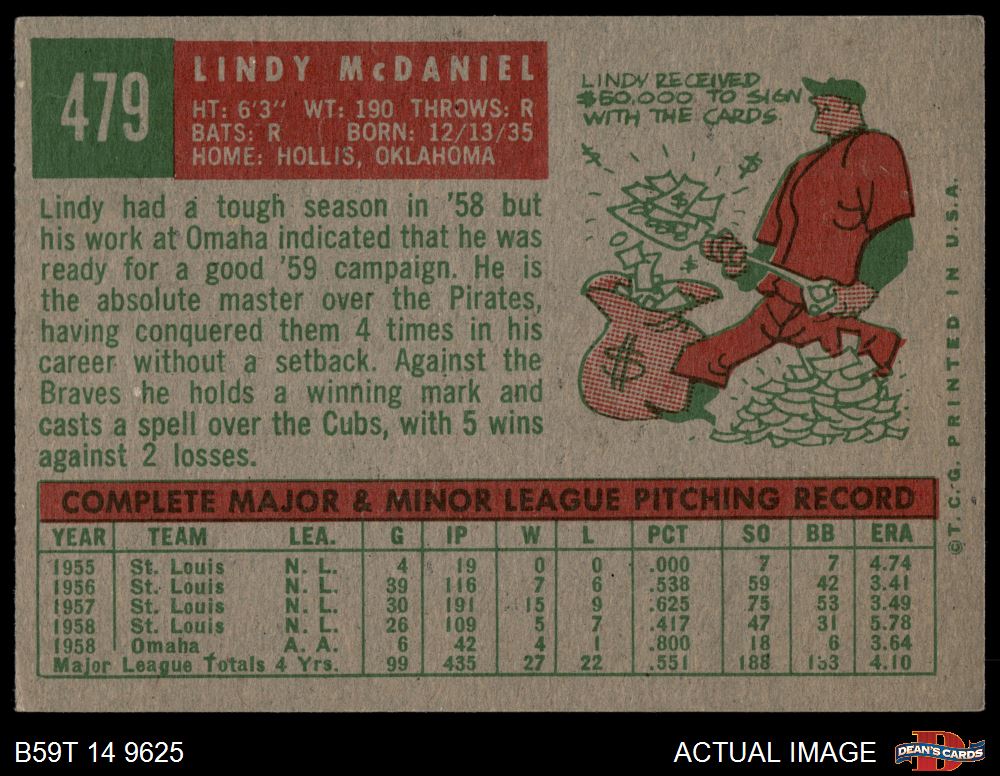 479
LINDY McDANIEL
HT: 6'3" WT: 190 THROWS: R
BATS: R BORN: 12/13/35
HOME: HOLLIS, OKLAHOMA
LINDY RECEIVED
$50,000 TO SIGN
WITH THE CARDS.
Lindy had a tough season in '58 but
his work at Omaha indicated that he was
ready for a good '59 campaign. He is
the absolute master over the Pirates,
having conquered them 4 times in his
career without a setback. Against the
Braves he holds a winning mark and
casts a spell over the Cubs, with 5 wins
against 2 losses.
©T.C.G. PRINTED IN U.S.A.
COMPLETE MAJOR & MINOR LEAGUE PITCHING RECORD
YEAR TEAM LEA. G IP W L PCT SO BB ERA
1955 St. Louis N. L. 4 19 0 0 .000 7 7 4.74
1956 St. Louis N. L. 39 116 7 6 .538 59 42 3.41
1957 St. Louis N. L. 30 191 15 9 .625 75 53 3.49
1958 St. Louis N. L. 26 109 5 7 .417 47 31 5.78
1958 Omaha A. A. 6 42 4 1 .800 18 6 3.64
Major League Totals 4 Yrs. 99 435 27 22 .551 188 133 4.10
B59T 14 9625
ACTUAL IMAGE
D
DEAN'S CARDS